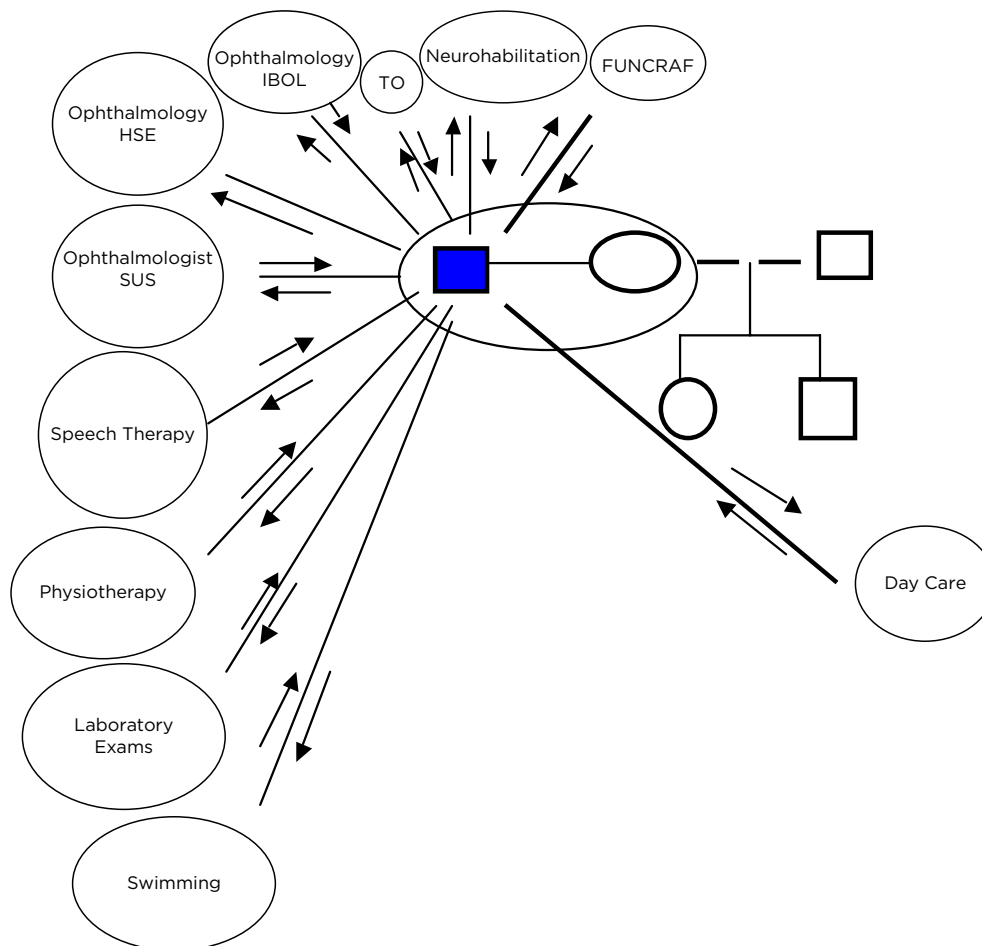 Ophthalmology
IBOL
TO
Neurohabilitation
FUNCRAF
Ophthalmology
HSE
Ophthalmologist
SUS
Speech Therapy
Physiotherapy
Day Care
Laboratory
Exams
Swimming